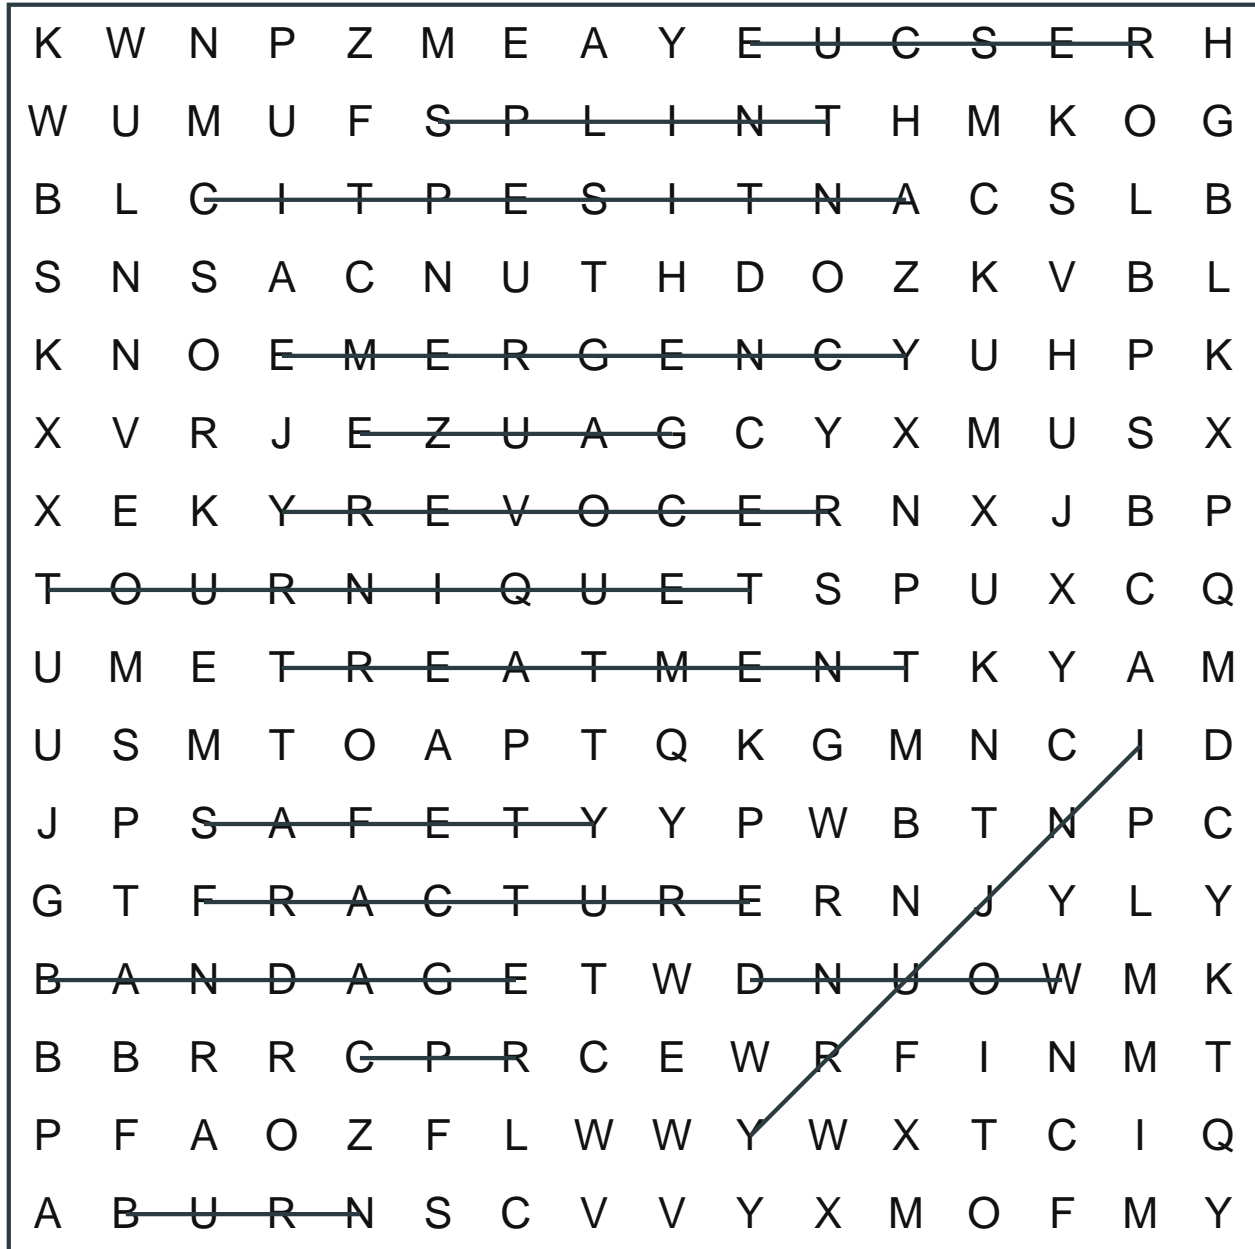 K W N P Z M E A Y E U C S E R H
W U M U F S P L I N T H M K O G
B L C I T P E S I T N A C S L B
S N S A C N U T H D O Z K V B L
K N O E M E R G E N C Y U H P K
X V R J E Z U A G C Y X M U S X
X E K Y R E V O C E R N X J B P
T O U R N I Q U E T S P U X C Q
U M E T R E A T M E N T K Y A M
U S M T O A P T Q K G M N C I D
J P S A F E T Y Y P W B T N P C
G T F R A C T U R E R N J Y L Y
B A N D A G E T W D N U O W M K
B B R R C P R C E W R F I N M T
P F A O Z F L W W Y W X T C I Q
A B U R N S C V V Y X M O F M Y